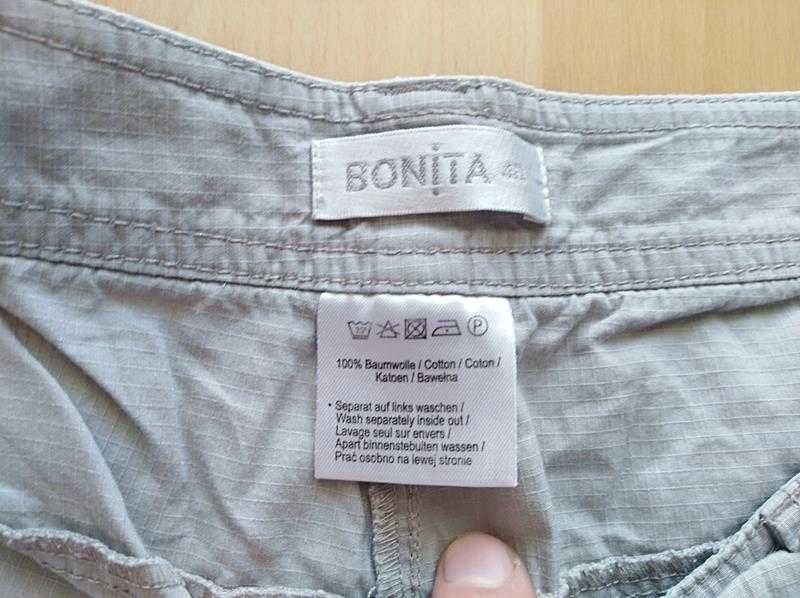 BONiTA
P
100% Baumwolle / Cotton / Coton /
Katoen / Bawełna
• Separat auf links waschen /
Wash separately inside out /
Lavage seul sur envers /
Apart binnenstebulten wassen /
Prać osobno na lewej stronie